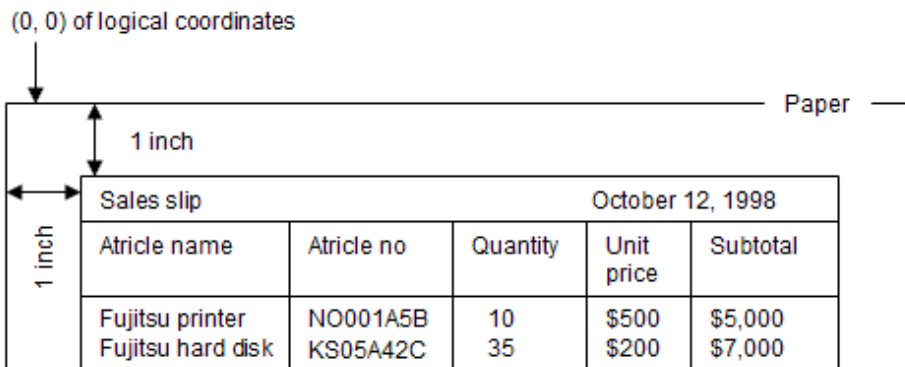 (0, 0) of logical coordinates
Paper
1 inch
1 inch
Sales slip October 12, 1998
Atricle name Atricle no Quantity Unit price Subtotal
Fujitsu printer NO001A5B 10 $500 $5,000
Fujitsu hard disk KS05A42C 35 $200 $7,000